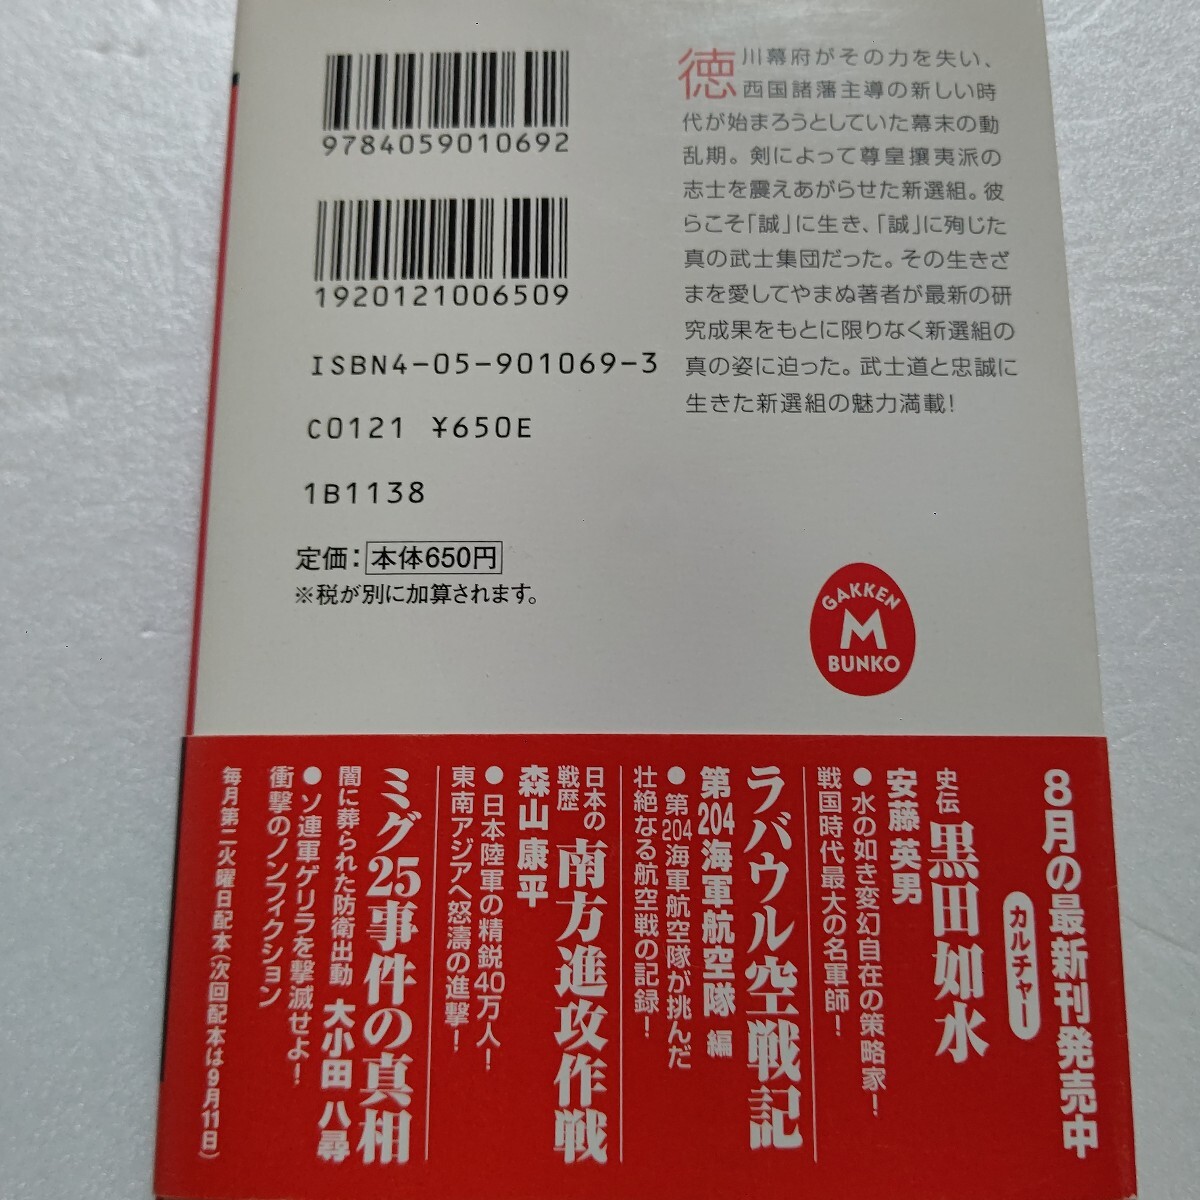 9784059010692
1920121006509
ISBN4-05-901069-3
C0121 ¥650E
1B1138
定価：本体650円
※税が別に加算されます。
徳川幕府がその力を失い、
西国諸藩主導の新しい時
代が始まろうとしていた幕末の動
乱期。剣によって尊皇攘夷派の
志士を震えあがらせた新選組。彼
らこそ「誠」に生き、「誠」に殉じた
真の武士集団だった。その生きざ
まを愛してやまぬ著者が最新の研
究成果をもとに限りなく新選組の
真の姿に迫った。武士道と忠誠に
生きた新選組の魅力満載！
GAKKEN
M
BUNKO
8月の最新刊発売中
カルチャー
史伝 黒田如水
安藤英男
●水の如き変幻自在の策略家！
戦国時代最大の名軍師！
ラバウル空戦記
第204海軍航空隊 編
●第204海軍航空隊が挑んだ
壮絶なる航空戦の記録！
日本の
戦歴 南方進攻作戦
森山康平
●日本陸軍の精鋭40万人！
東南アジアへ怒濤の進撃！
ミグ25事件の真相
闇に葬られた防衛出動 大小田八尋
●ソ連軍ゲリラを撃滅せよ！
衝撃のノンフィクション
毎月第二火曜日配本（次回配本は9月11日）